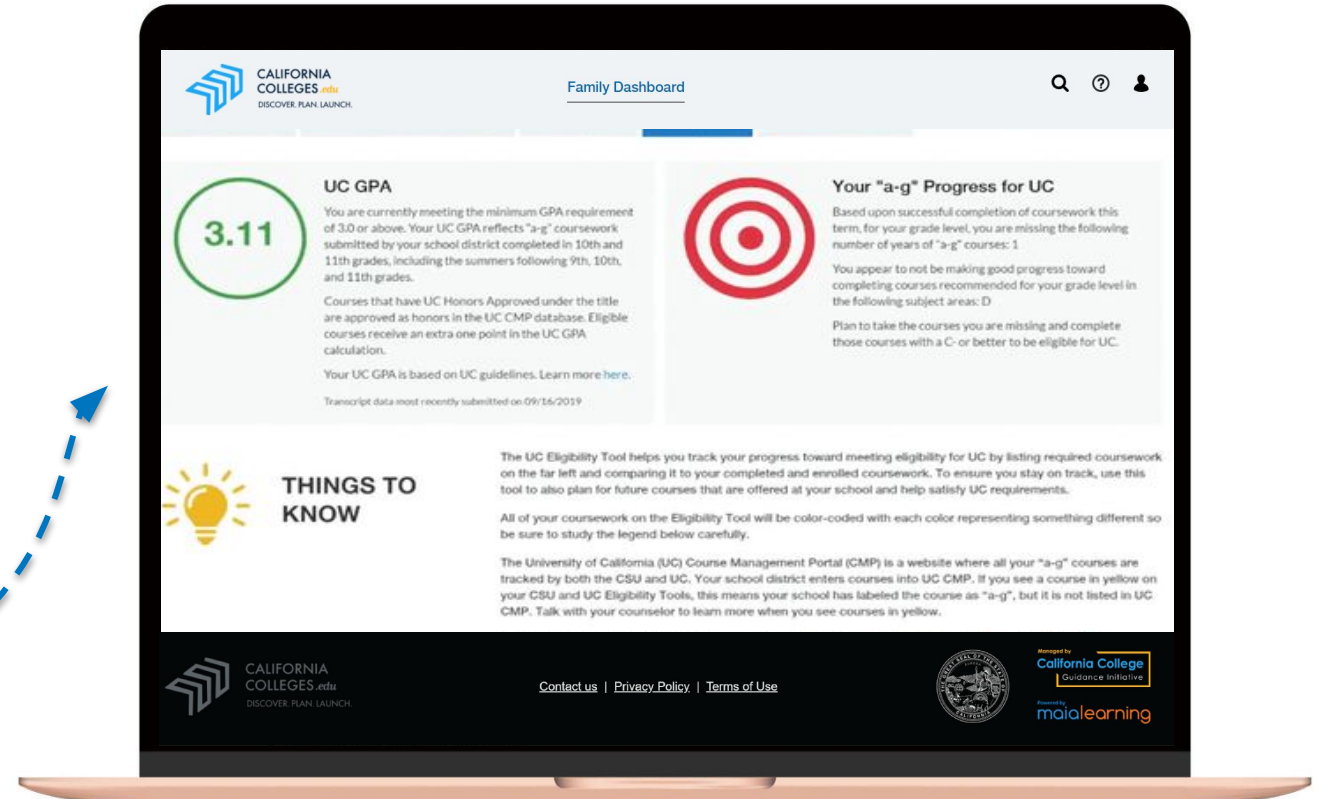 CALIFORNIA
COLLEGES.edu
DISCOVER. PLAN. LAUNCH.
Family Dashboard
3.11
UC GPA
You are currently meeting the minimum GPA requirement
of 3.0 or above. Your UC GPA reflects "a-g" coursework
submitted by your school district completed in 10th and
11th grades, including the summers following 9th, 10th,
and 11th grades.
Courses that have UC Honors Approved under the title
are approved as honors in the UC CMP database. Eligible
courses receive an extra one point in the UC GPA
calculation.
Your UC GPA is based on UC guidelines. Learn more here.
Transcript data most recently submitted on 09/16/2019
Your "a-g" Progress for UC
Based upon successful completion of coursework this
term, for your grade level, you are missing the following
number of years of "a-g" courses: 1
You appear to not be making good progress toward
completing courses recommended for your grade level in
the following subject areas: D
Plan to take the courses you are missing and complete
those courses with a C- or better to be eligible for UC.
THINGS TO
KNOW
The UC Eligibility Tool helps you track your progress toward meeting eligibility for UC by listing required coursework
on the far left and comparing it to your completed and enrolled coursework. To ensure you stay on track, use this
tool to also plan for future courses that are offered at your school and help satisfy UC requirements.
All of your coursework on the Eligibility Tool will be color-coded with each color representing something different so
be sure to study the legend below carefully.
The University of California (UC) Course Management Portal (CMP) is a website where all your "a-g" courses are
tracked by both the CSU and UC. Your school district enters courses into UC CMP. If you see a course in yellow on
your CSU and UC Eligibility Tools, this means your school has labeled the course as "a-g", but it is not listed in UC
CMP. Talk with your counselor to learn more when you see courses in yellow.
CALIFORNIA
COLLEGES.edu
DISCOVER. PLAN. LAUNCH.
Contact us | Privacy Policy | Terms of Use
Managed by
California College
Guidance Initiative
Powered by
maialearning